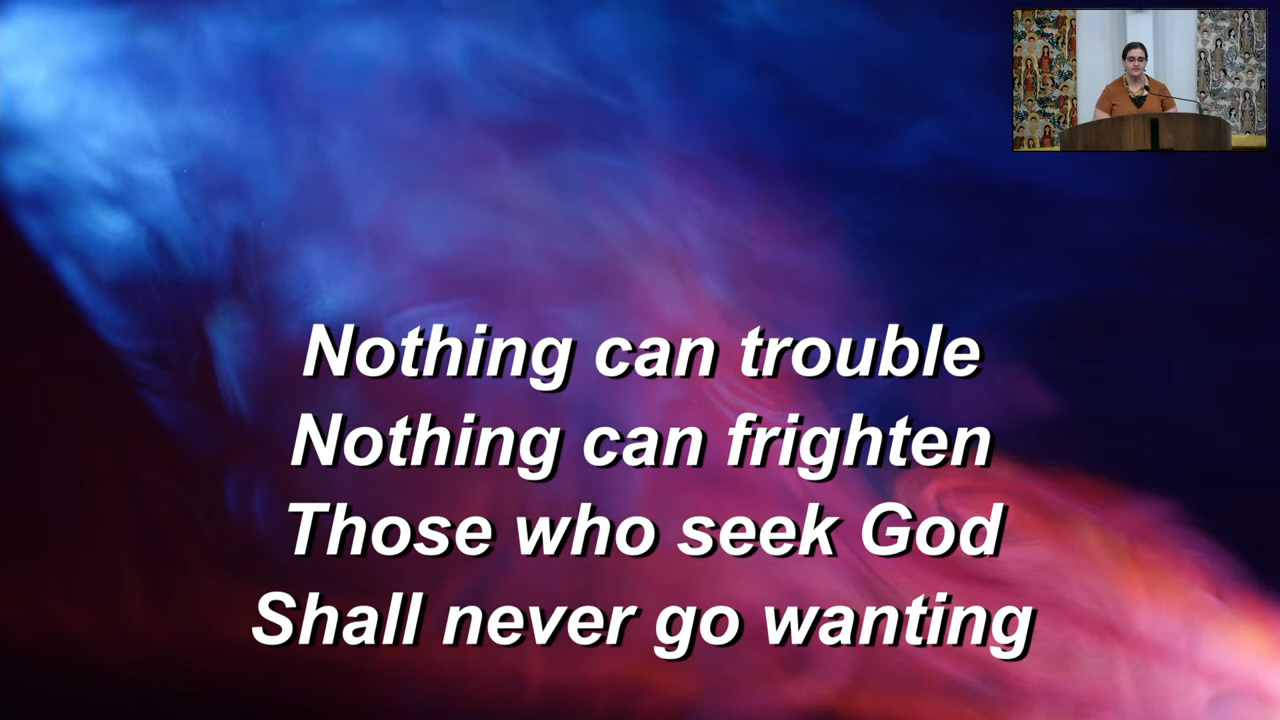 Nothing can trouble
Nothing can frighten
Those who seek God
Shall never go wanting